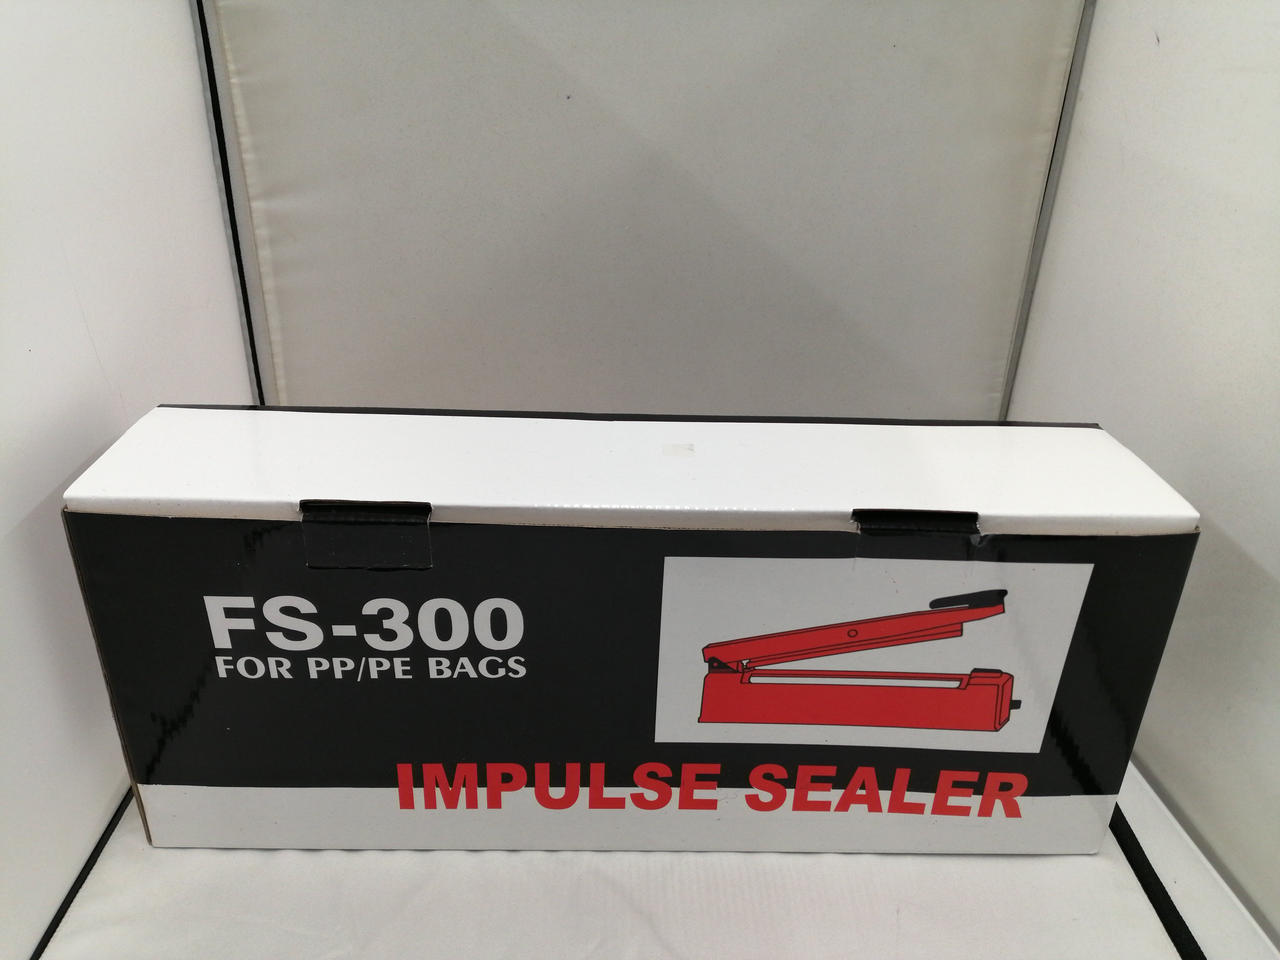 FS-300
FOR PP/PE BAGS
IMPULSE SEALER